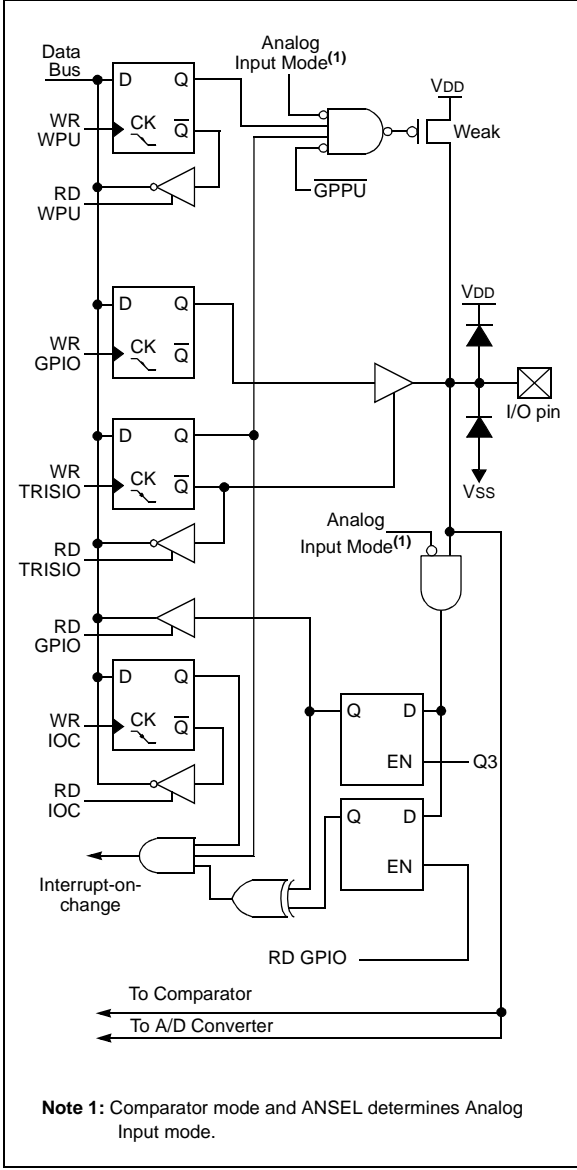 Analog
Input Mode(1)
Data
Bus
D Q
VDD
WR
WPU
CK Q
Weak
RD
WPU
GPPU
D Q
VDD
WR
GPIO
CK Q
I/O pin
D Q
WR
TRISIO
CK Q
VSS
Analog
Input Mode(1)
RD
TRISIO
RD
GPIO
D Q
Q D
WR
IOC
CK Q
EN
Q3
RD
IOC
Q D
EN
Interrupt-on-
change
RD GPIO
To Comparator
To A/D Converter
Note 1: Comparator mode and ANSEL determines Analog
Input mode.